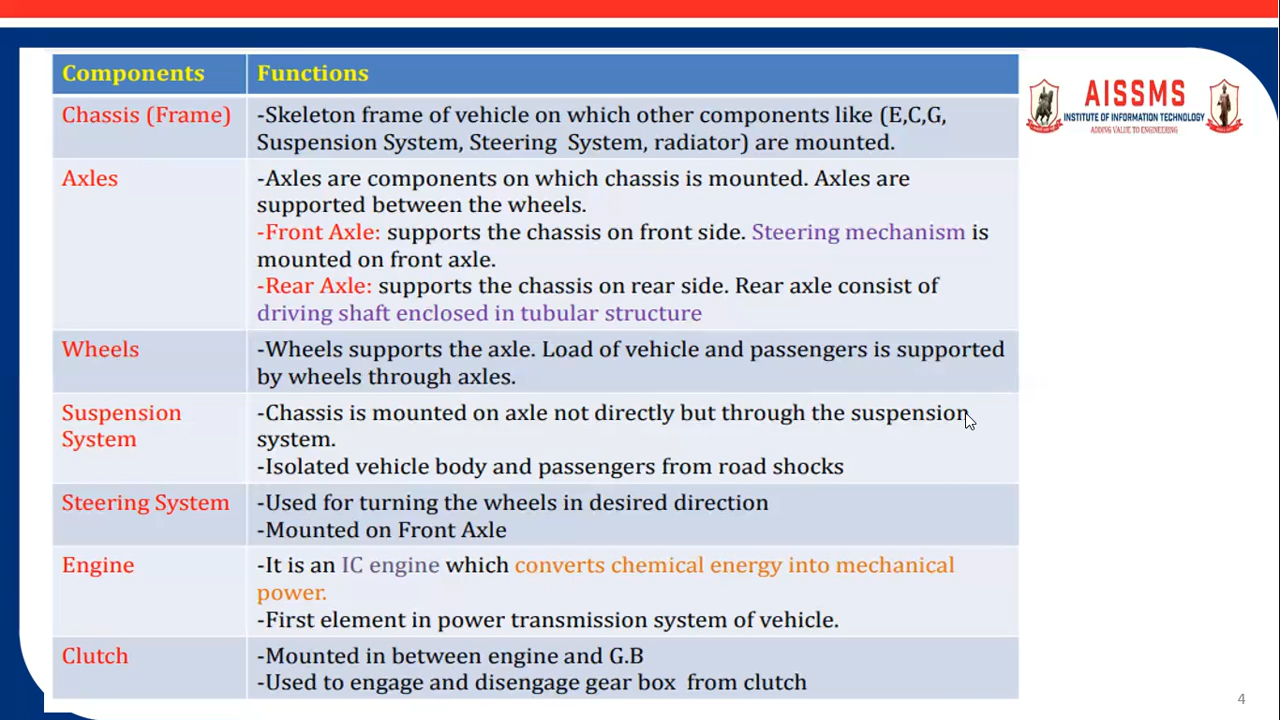 Components Functions
Chassis (Frame) -Skeleton frame of vehicle on which other components like (E,C,G,
Suspension System, Steering System, radiator) are mounted.
Axles -Axles are components on which chassis is mounted. Axles are
supported between the wheels.
-Front Axle: supports the chassis on front side. Steering mechanism is
mounted on front axle.
-Rear Axle: supports the chassis on rear side. Rear axle consist of
driving shaft enclosed in tubular structure
Wheels -Wheels supports the axle. Load of vehicle and passengers is supported
by wheels through axles.
Suspension -Chassis is mounted on axle not directly but through the suspension
System system.
-Isolated vehicle body and passengers from road shocks
Steering System -Used for turning the wheels in desired direction
-Mounted on Front Axle
Engine -It is an IC engine which converts chemical energy into mechanical
power.
-First element in power transmission system of vehicle.
Clutch -Mounted in between engine and G.B
-Used to engage and disengage gear box from clutch
AISSMS
INSTITUTE OF INFORMATION TECHNOLOGY
ADDING VALUE TO ENGINEERING
4